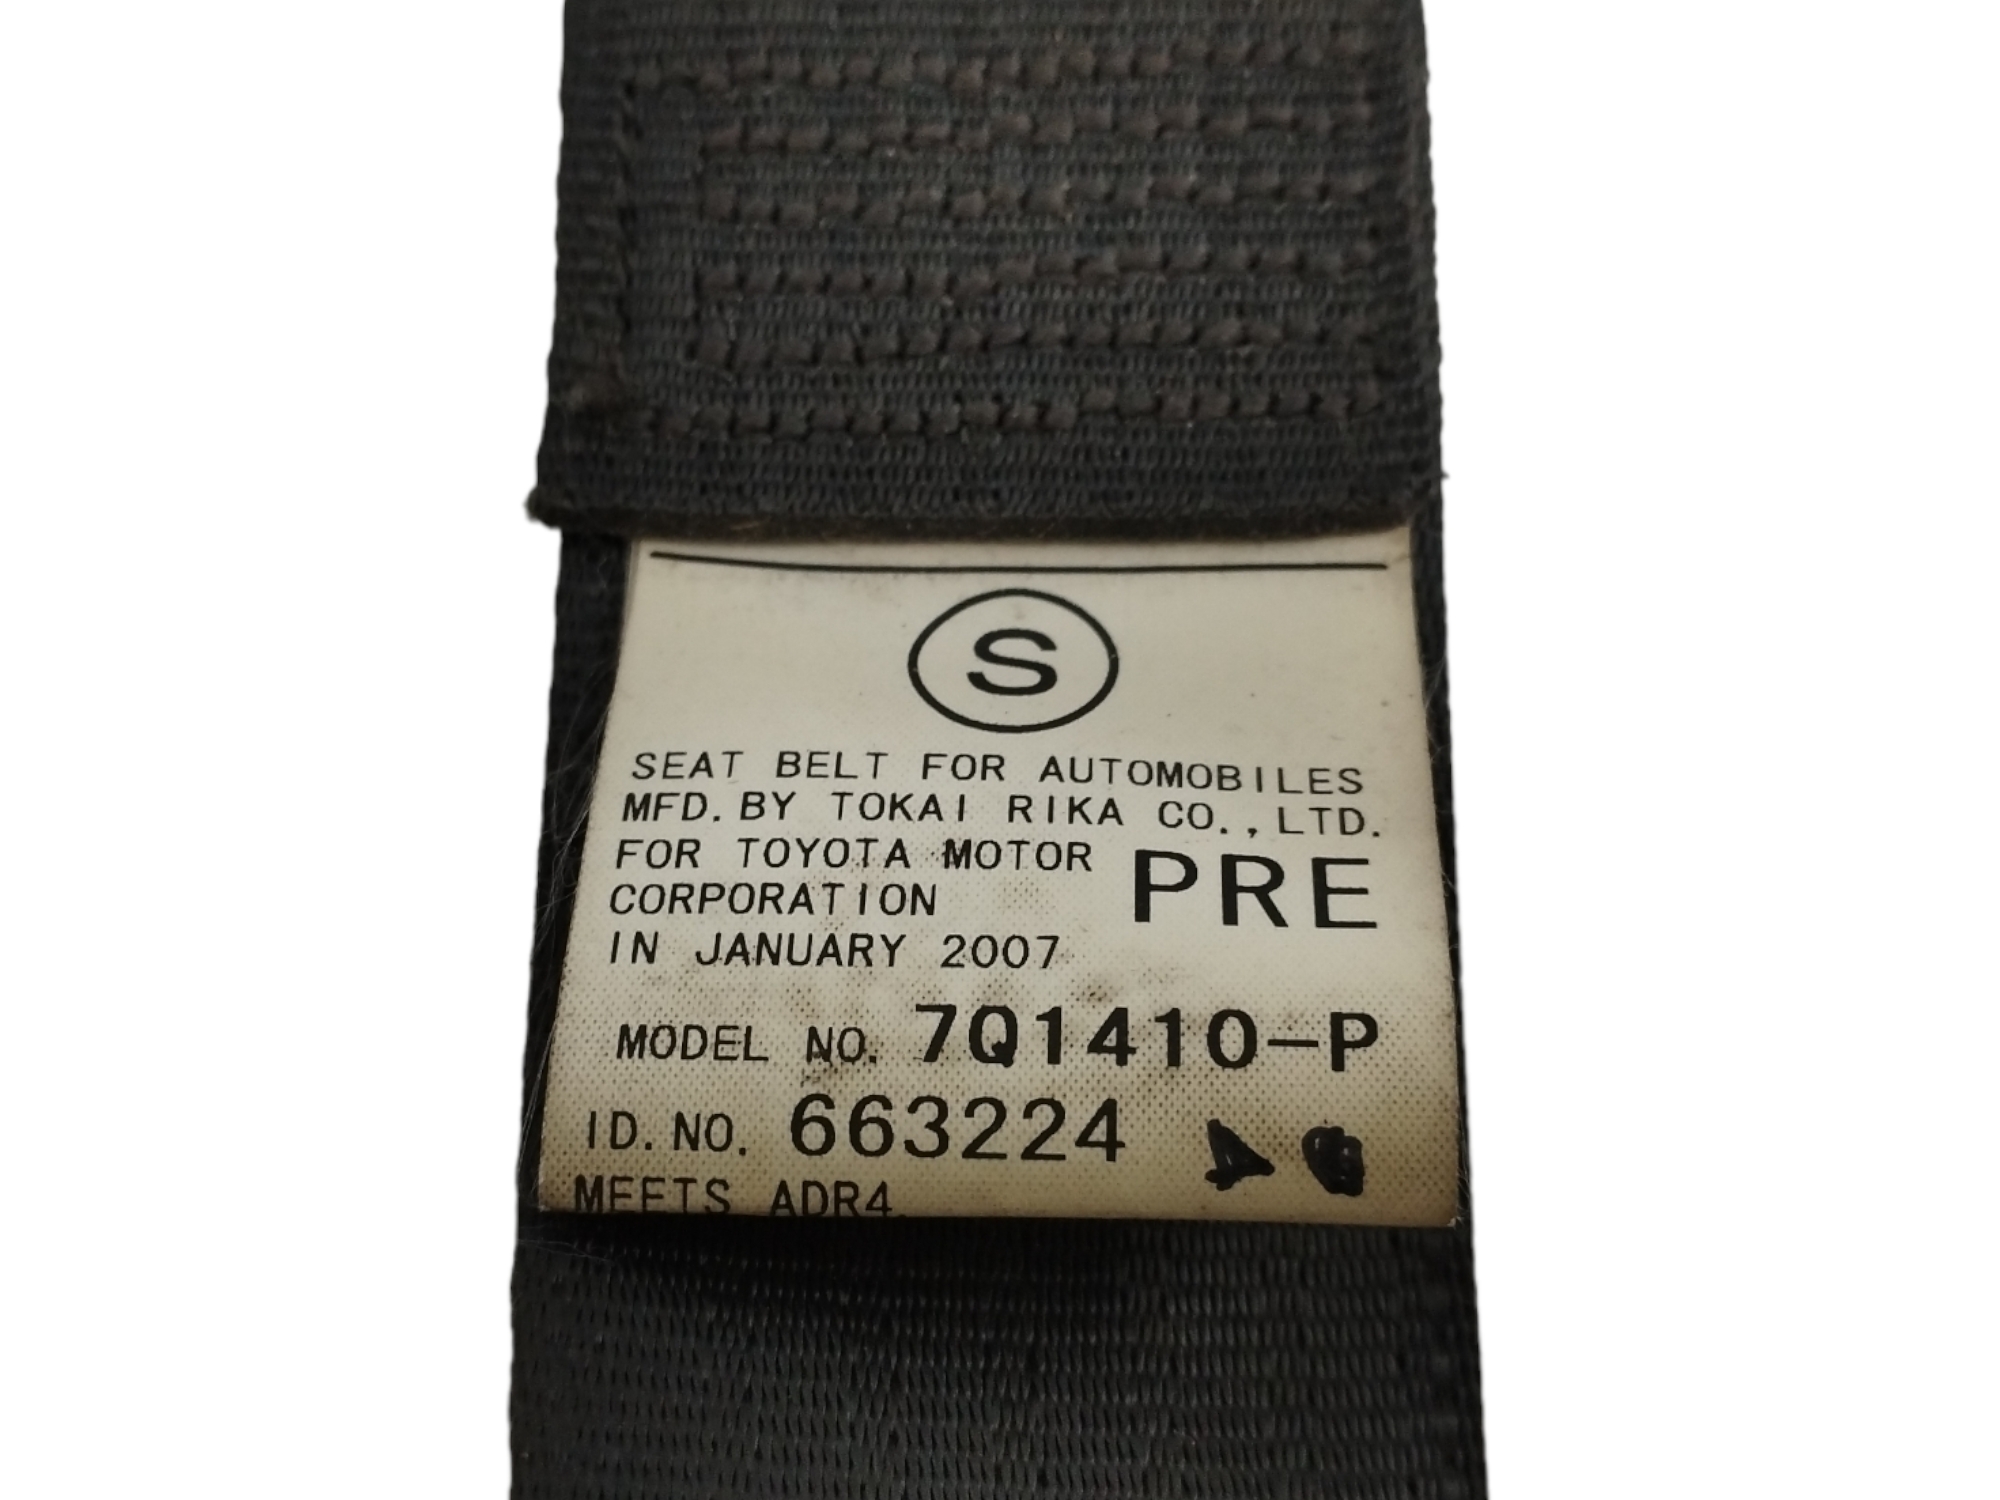 S
SEAT BELT FOR AUTOMOBILES
MFD. BY TOKAI RIKA CO., LTD.
FOR TOYOTA MOTOR PRE
CORPORATION
IN JANUARY 2007
MODEL NO. 7Q1410-P
ID. NO. 663224
MEETS ADR4.